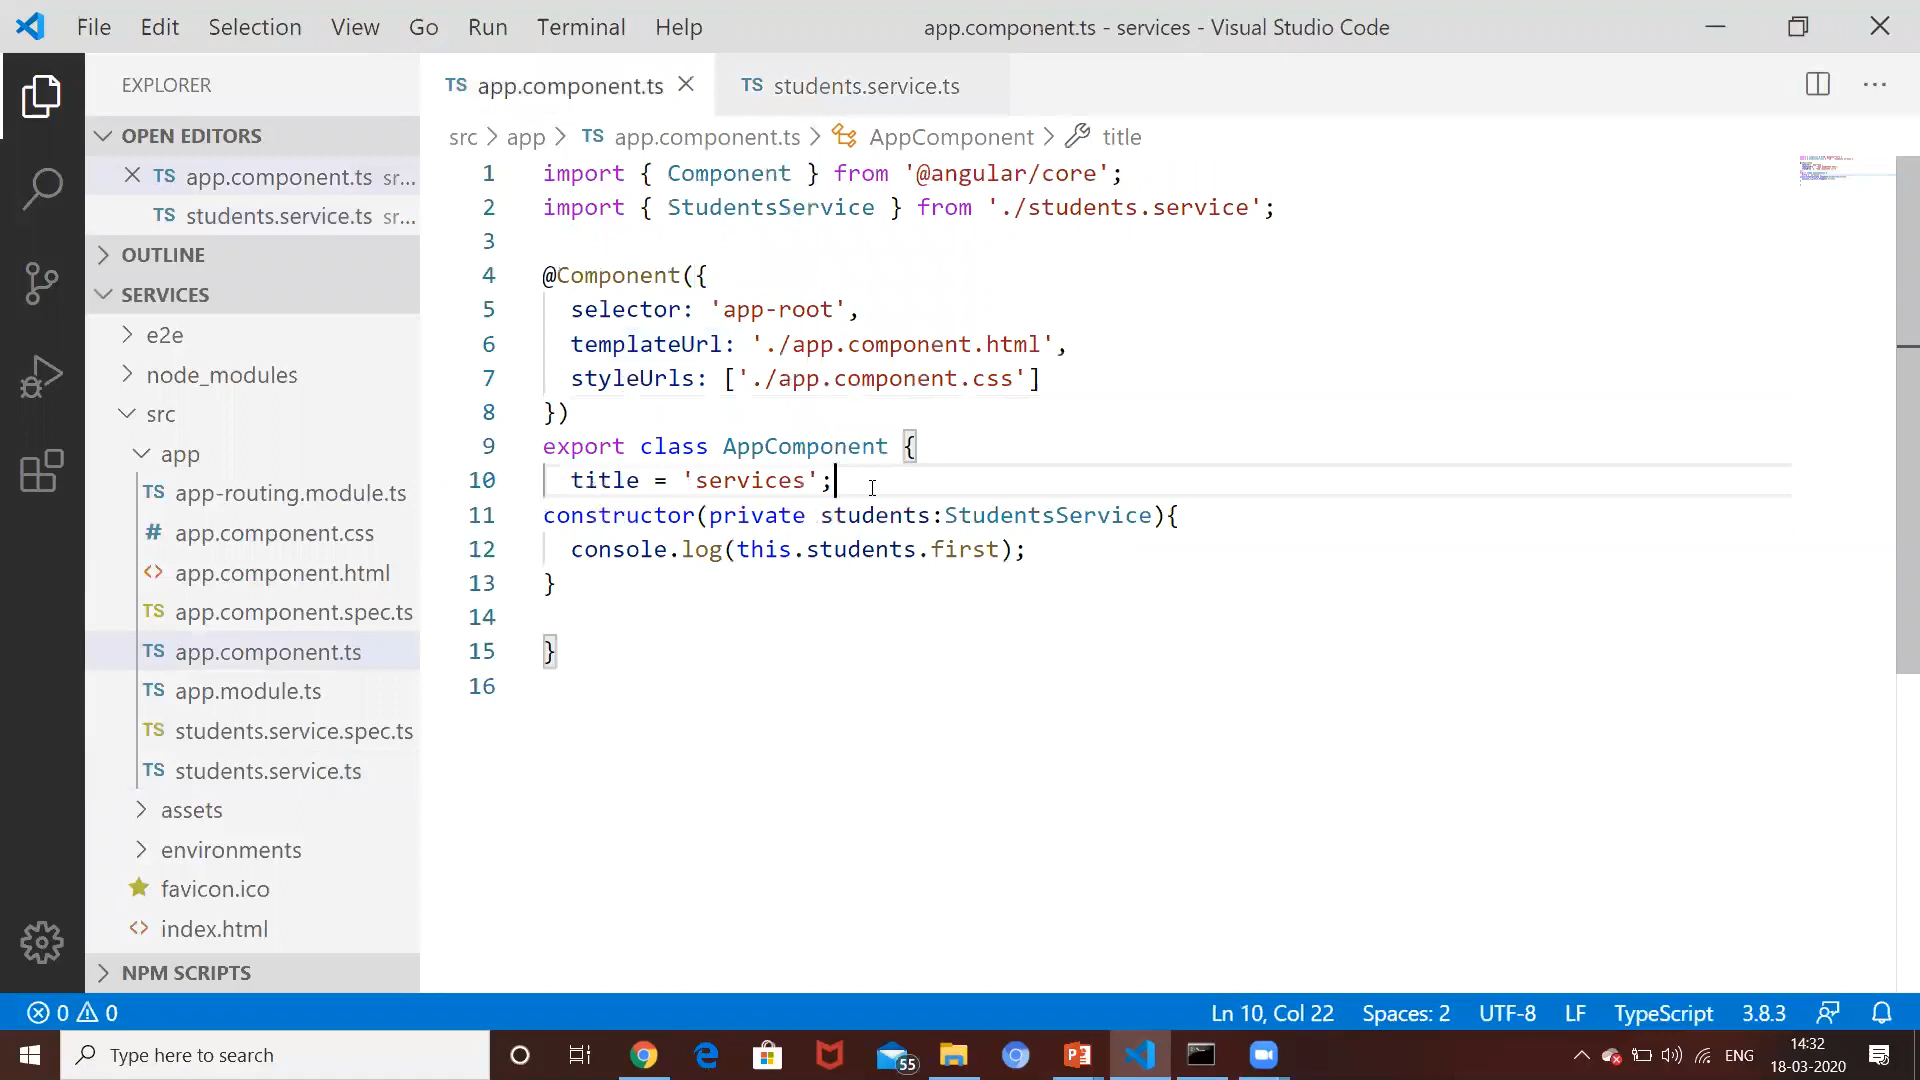 File Edit Selection View Go Run Terminal Help app.component.ts - services - Visual Studio Code
EXPLORER
OPEN EDITORS
app.component.ts sr...
students.service.ts sr...
OUTLINE
SERVICES
e2e
node_modules
src
app
TS app-routing.module.ts
# app.component.css
<> app.component.html
TS app.component.spec.ts
TS app.component.ts
TS app.module.ts
TS students.service.spec.ts
TS students.service.ts
assets
environments
favicon.ico
<> index.html
NPM SCRIPTS
TS app.component.ts TS students.service.ts
src > app > TS app.component.ts > AppComponent > title
1 import { Component } from '@angular/core';
2 import { StudentsService } from './students.service';
3
4 @Component({
5 selector: 'app-root',
6 templateUrl: './app.component.html',
7 styleUrls: ['./app.component.css']
8 })
9 export class AppComponent {
10 title = 'services';
11 constructor(private students:StudentsService){
12 console.log(this.students.first);
13 }
14
15 }
16
0 0 Ln 10, Col 22 Spaces: 2 UTF-8 LF TypeScript 3.8.3
Type here to search 55 ENG 14:32
18-03-2020